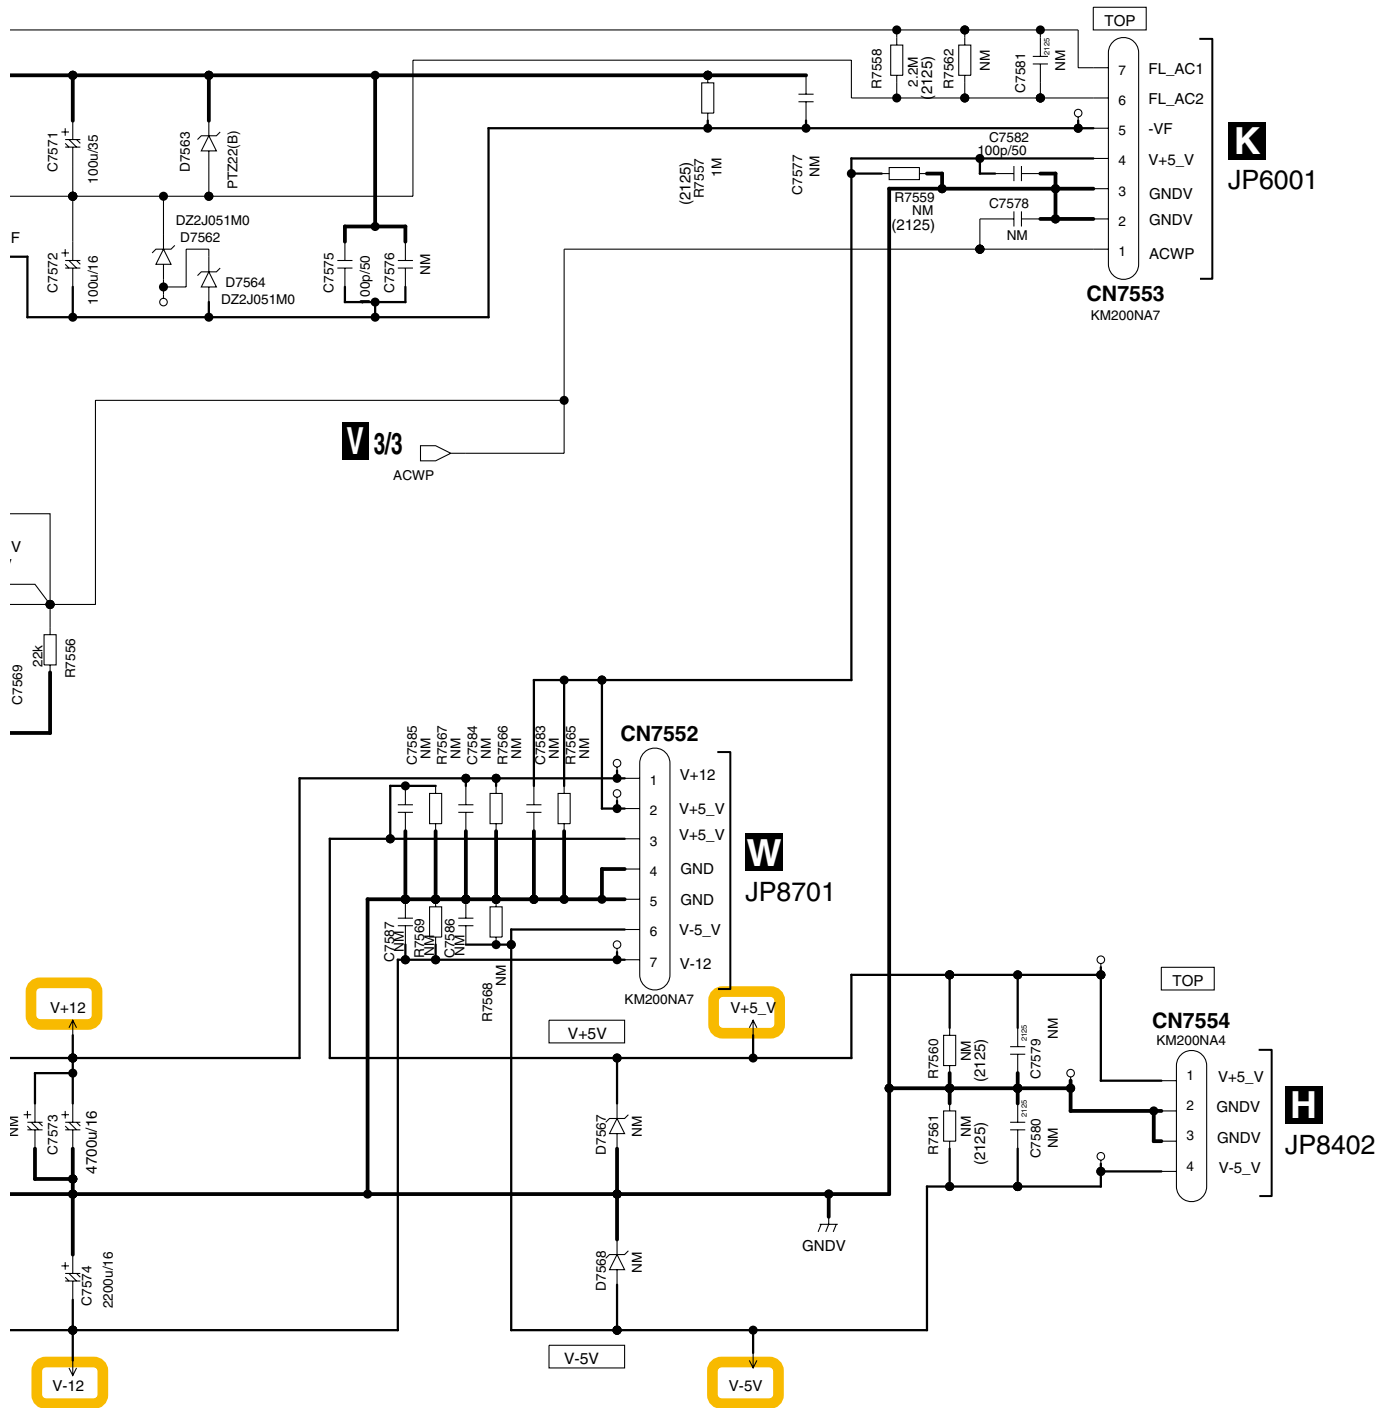 TOP
R7558
2.2M
(2125)
R7562
NM
C7581
2125
NM
7 FL_AC1
6 FL_AC2
5 -VF
4 V+5_V
3 GNDV
2 GNDV
1 ACWP
K
JP6001
CN7553
KM200NA7
C7571
100u/35
D7563
PTZ22(B)
(2125)
R7557
1M
C7577
NM
C7582
100p/50
R7559
NM
(2125)
C7578
NM
F
C7572
100u/16
DZ2J051M0
D7562
D7564
DZ2J051M0
C7575
100p/50
C7576
NM
V 3/3
ACWP
V
C7569
22k
R7556
C7585
NM
R7567
NM
C7584
NM
R7566
NM
C7583
NM
R7565
NM
CN7552
1 V+12
2 V+5_V
3 V+5_V
4 GND
5 GND
6 V-5_V
7 V-12
KM200NA7
W
JP8701
C7587
NM
R7569
NM
C7586
NM
R7568
NM
V+12
V+5V
V+5_V
TOP
CN7554
KM200NA4
1 V+5_V
2 GNDV
3 GNDV
4 V-5_V
H
JP8402
R7560
NM
(2125)
C7579
2125
NM
R7561
NM
(2125)
C7580
2125
NM
NM
C7573
4700u/16
D7567
NM
GNDV
C7574
2200u/16
D7568
NM
V-12
V-5V
V-5V